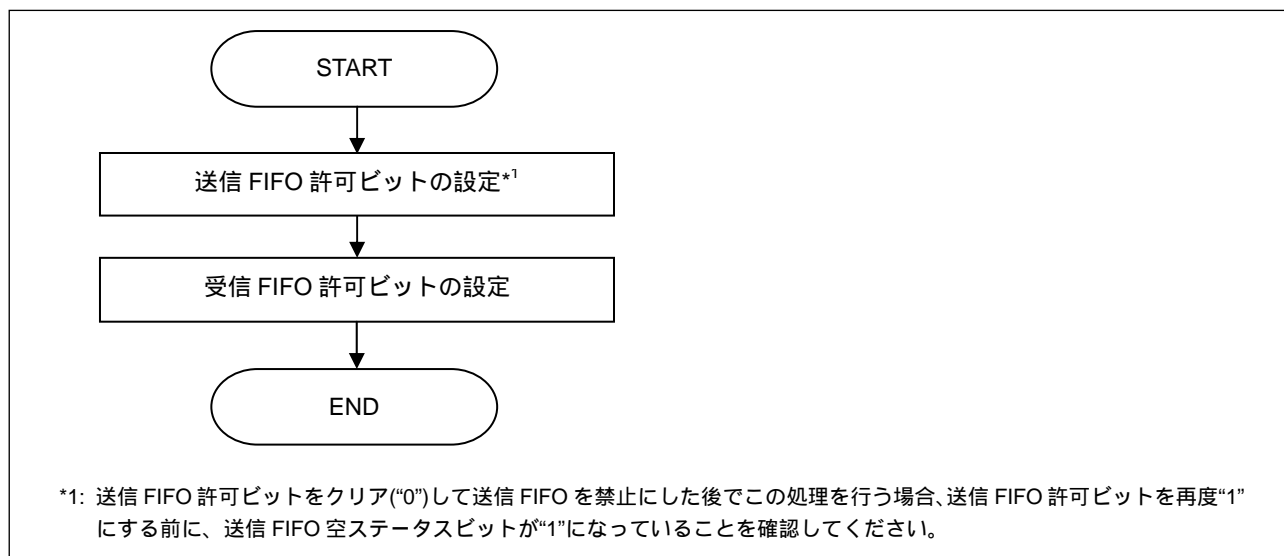 START
送信 FIFO 許可ビットの設定*1
受信 FIFO 許可ビットの設定
END
*1: 送信 FIFO 許可ビットをクリア(“0”)して送信 FIFO を禁止にした後でこの処理を行う場合、送信 FIFO 許可ビットを再度“1”
にする前に、送信 FIFO 空ステータスビットが“1”になっていることを確認してください。